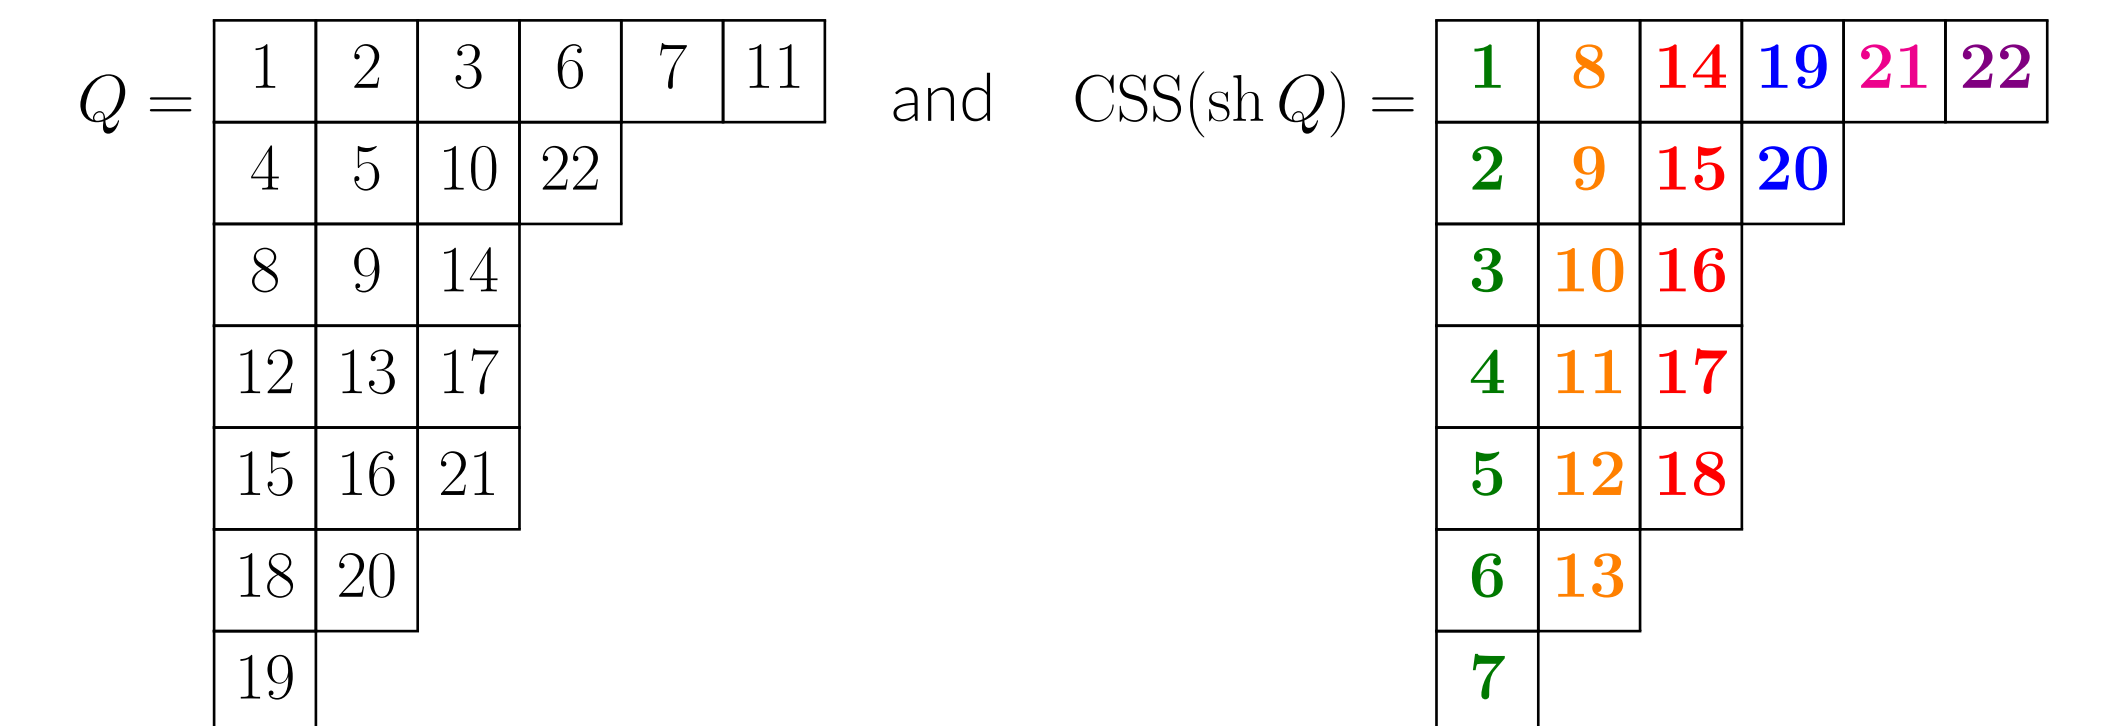 Q = 1 2 3 6 7 11 and CSS(sh Q) = 1 8 14 19 21 22
4 5 10 22 2 9 15 20
8 9 14 3 10 16
12 13 17 4 11 17
15 16 21 5 12 18
18 20 6 13
19 7